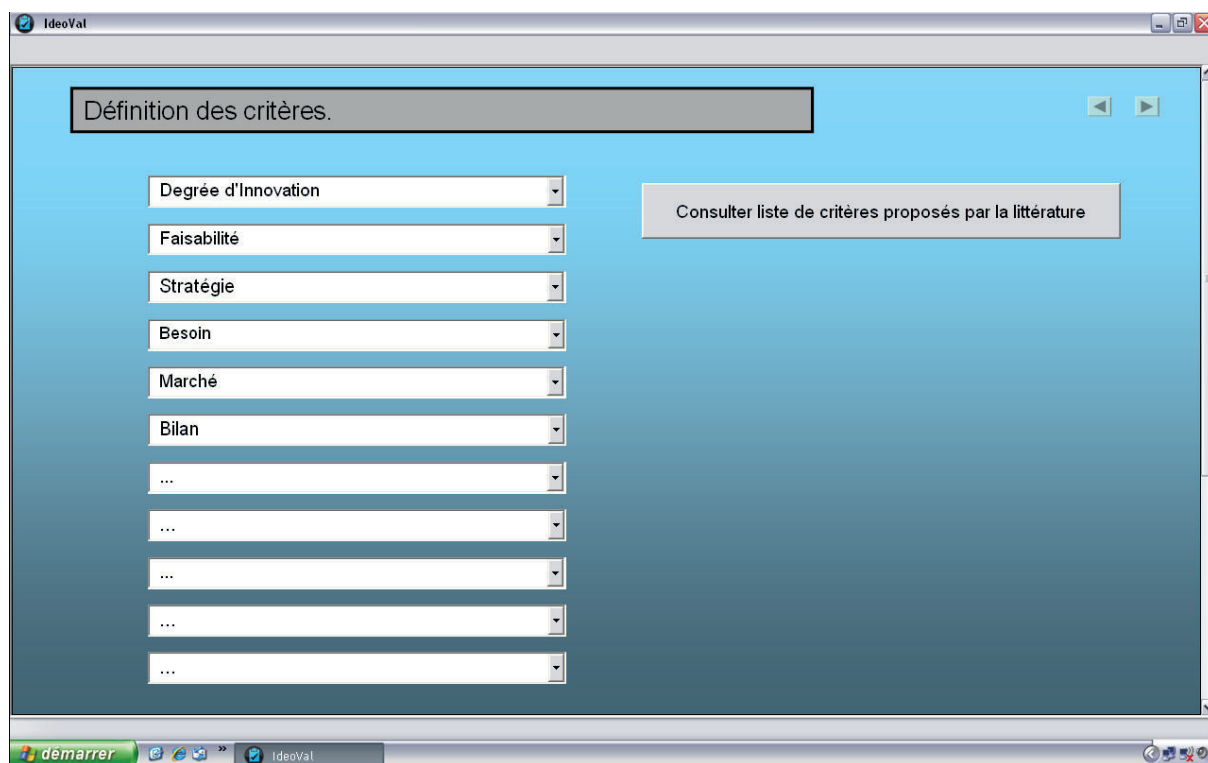 IdeoVal
Définition des critères.
Degrée d'Innovation
Consulter liste de critères proposés par la littérature
Faisabilité
Stratégie
Besoin
Marché
Bilan
...
...
...
...
...
démarrer
»
IdeoVal